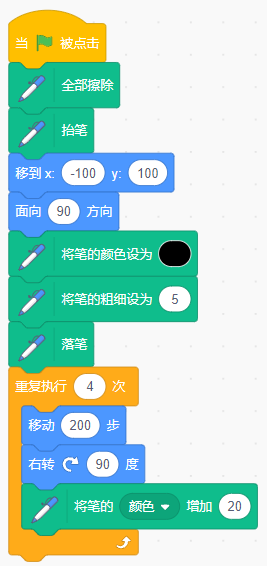 当 被点击
全部擦除
抬笔
移到 x: -100 y: 100
面向 90 方向
将笔的颜色设为
将笔的粗细设为 5
落笔
重复执行 4 次
移动 200 步
右转 90 度
将笔的 颜色 增加 20